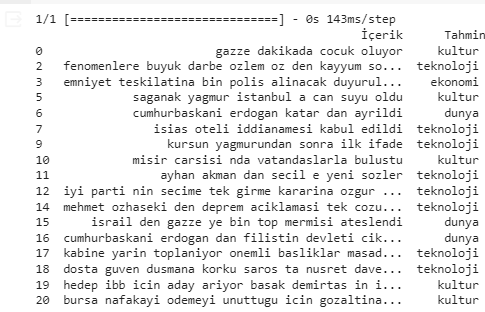 1/1 [==============================] - 0s 143ms/step
İçerik Tahmin
0 gazze dakikada cocuk oluyor kultur
2 fenomenlere buyuk darbe ozlem oz den kayyum so... teknoloji
3 emniyet teskilatina bin polis alinacak duyurul... ekonomi
5 saganak yagmur istanbul a can suyu oldu kultur
6 cumhurbaskani erdogan katar dan ayrildi dunya
7 isias oteli iddianamesi kabul edildi teknoloji
9 kursun yagmurundan sonra ilk ifade teknoloji
10 misir carsisi nda vatandaslarla bulustu kultur
11 ayhan akman dan secil e yeni sozler teknoloji
12 iyi parti nin secime tek girme kararina ozgur ... teknoloji
14 mehmet ozhaseki den deprem aciklamasi tek cozu... teknoloji
15 israil den gazze ye bin top mermisi ateslendi dunya
16 cumhurbaskani erdogan dan filistin devleti cik... dunya
17 kabine yarin toplaniyor onemli basliklar masad... teknoloji
18 dosta guven dusmana korku saros ta nusret dave... teknoloji
19 hedep ibb icin aday ariyor basak demirtas in i... kultur
20 bursa nafakayi odemeyi unuttugu icin gozaltina... kultur